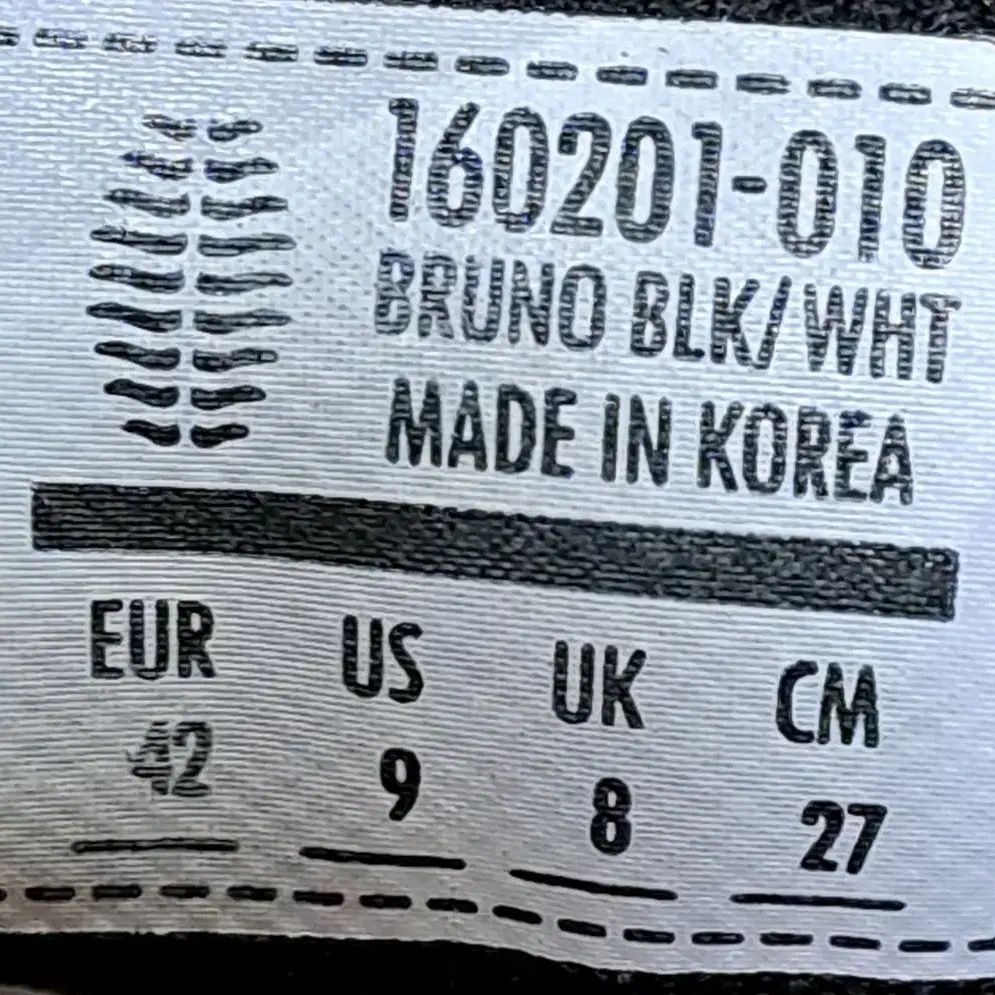 160201-010
BRUNO BLK/WHT
MADE IN KOREA
EUR US UK CM
42 9 8 27